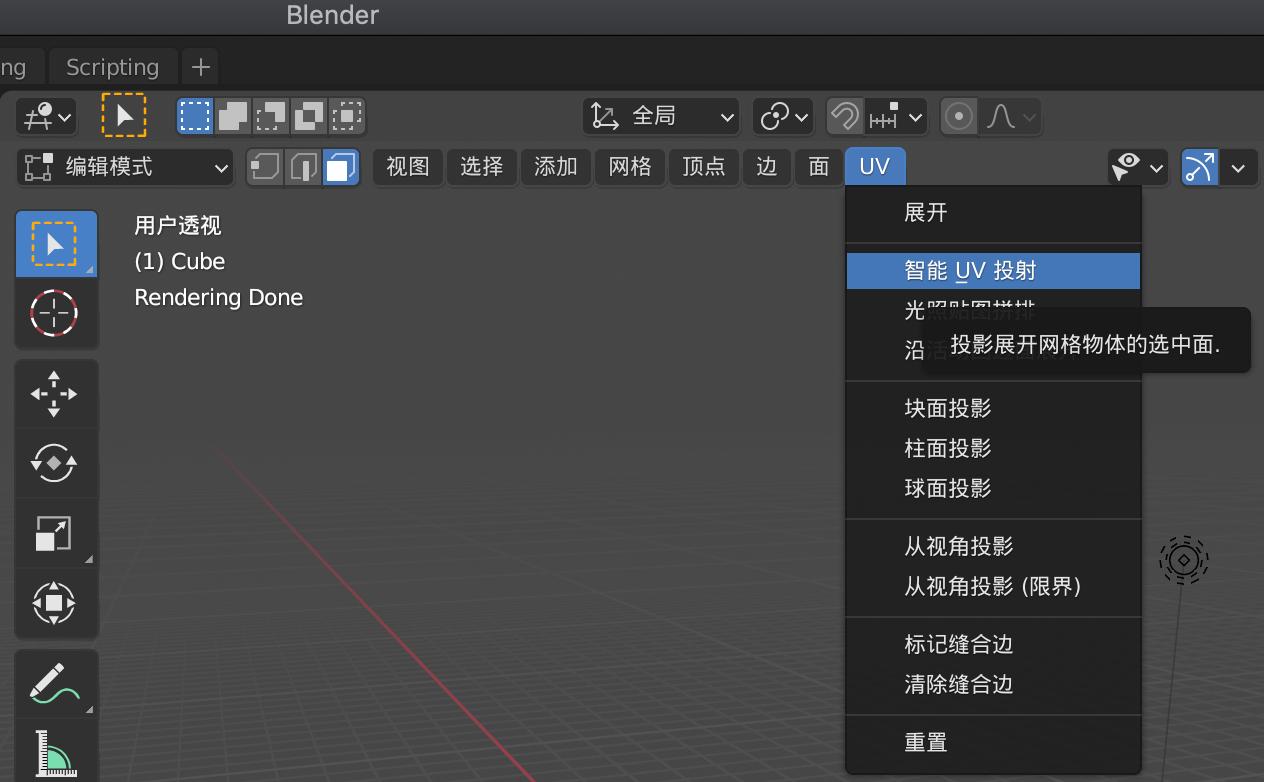 Blender
ng Scripting +
全局
编辑模式 视图 选择 添加 网格 顶点 边 面 UV
用户透视
(1) Cube
Rendering Done
展开
智能 UV 投射
光照贴图拼排
沿
投影展开网格物体的选中面.
块面投影
柱面投影
球面投影
从视角投影
从视角投影 (限界)
标记缝合边
清除缝合边
重置